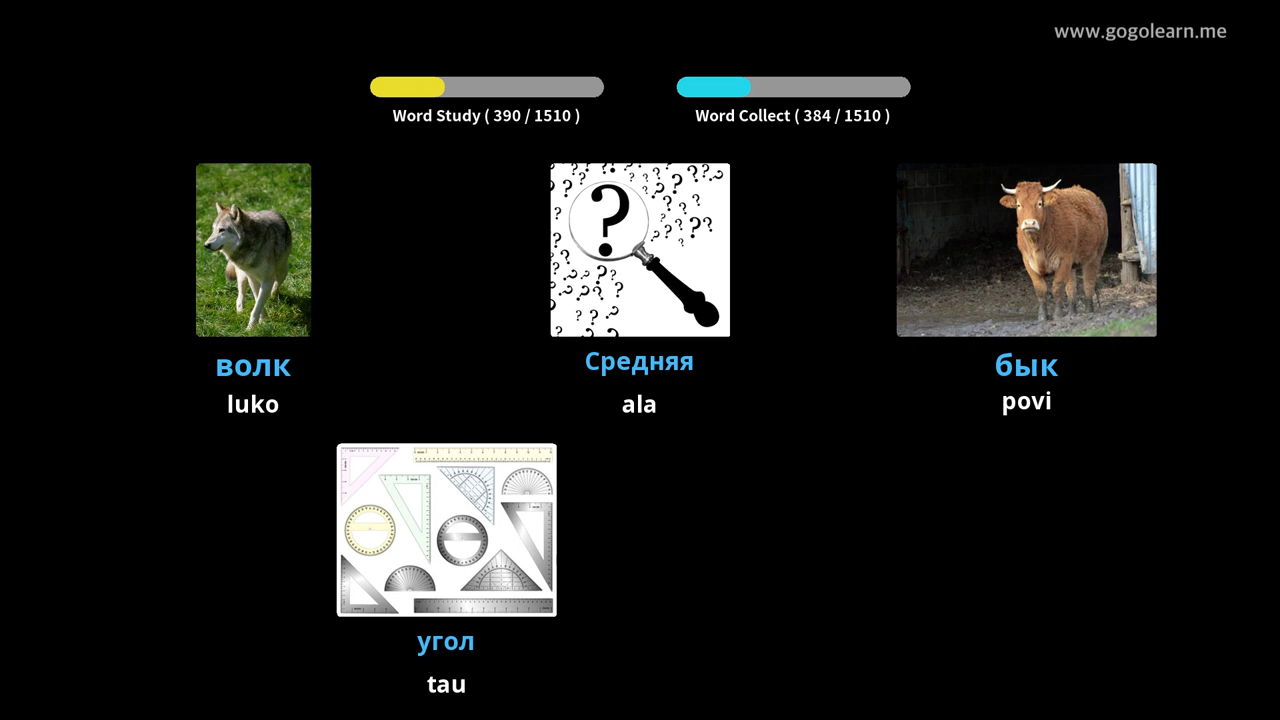 www.gogolearn.me
Word Study ( 390 / 1510 )
Word Collect ( 384 / 1510 )
волк
luko
Средняя
ala
бык
povi
угол
tau